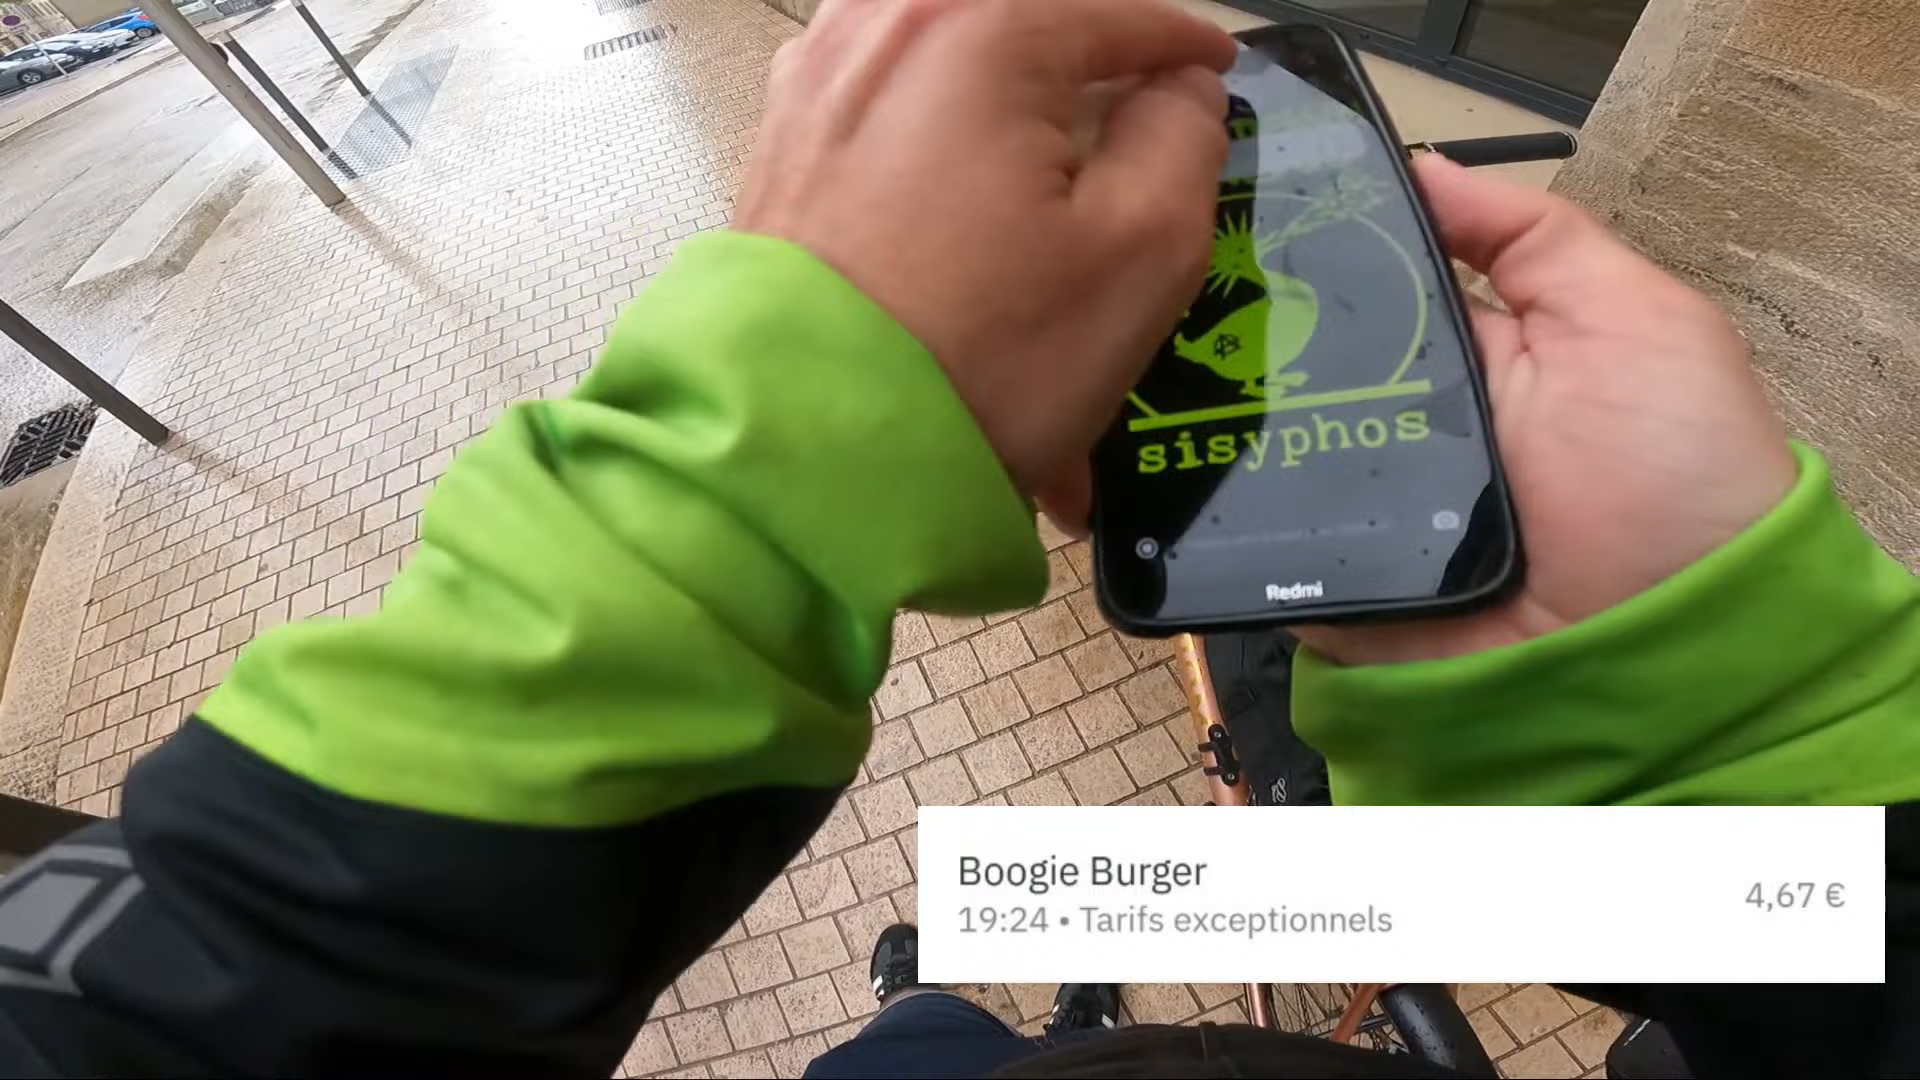 sisyphos
Redmi
Boogie Burger
19:24 • Tarifs exceptionnels
4,67 €